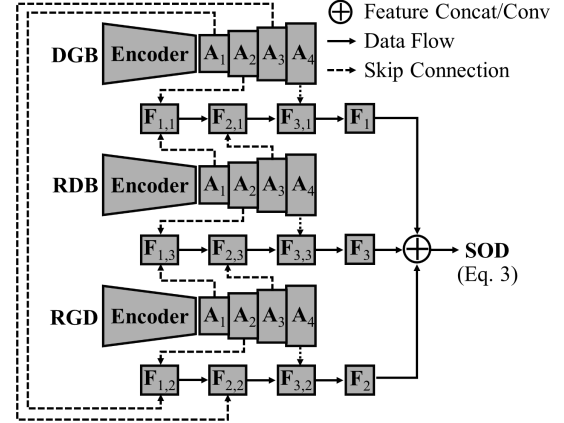 DGB Encoder A1 A2 A3 A4
Feature Concat/Conv
Data Flow
Skip Connection
F1,1 F2,1 F3,1 F1
RDB Encoder A1 A2 A3 A4
F1,3 F2,3 F3,3 F3 SOD
(Eq. 3)
RGD Encoder A1 A2 A3 A4
F1,2 F2,2 F3,2 F2